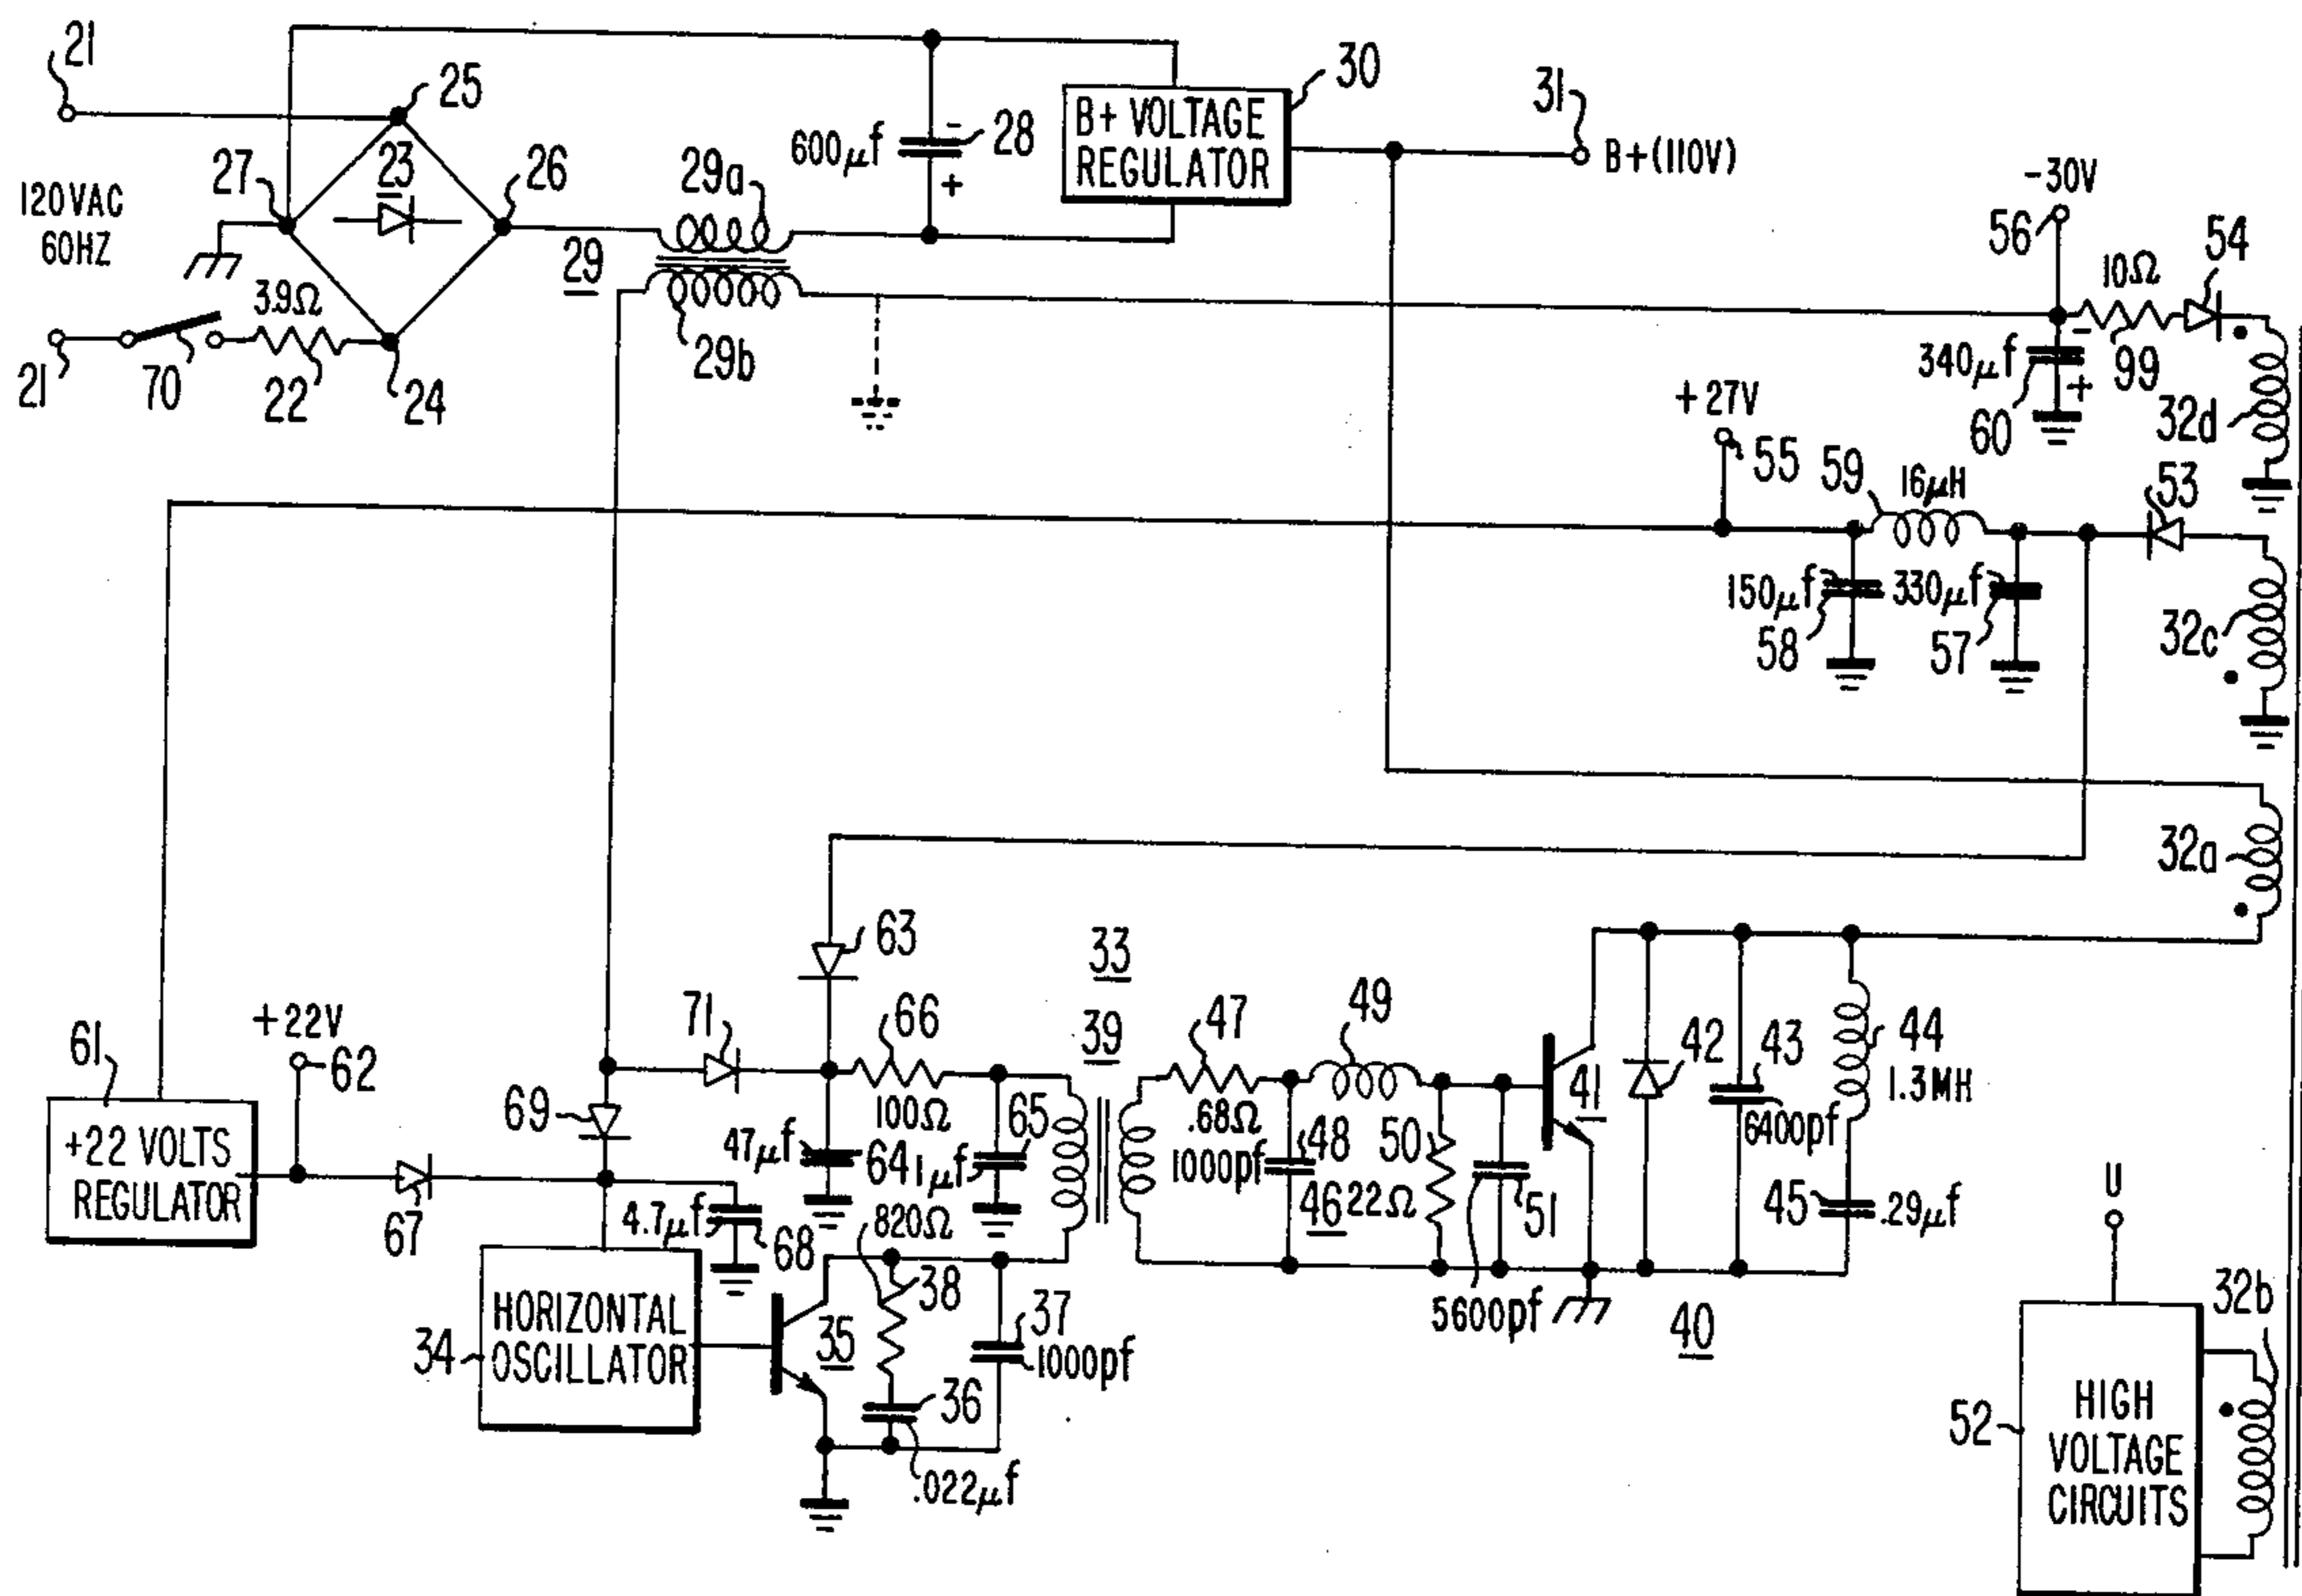 21
25
30
31
B+ VOLTAGE
REGULATOR
B+(110V)
600μf
-
28
+
27
23
26
29a
120VAC
60HZ
29
29b
3.9Ω
21
70
22
24
-30V
56
10Ω
54
340μf
-
+
60
99
32d
+27V
55
59
16μH
53
150μf
330μf
58
57
32c
32a
63
33
71
66
39
47
49
+22V
61
62
69
100Ω
65
.68Ω
41
42
43
44
1.3MH
+22 VOLTS
REGULATOR
67
4.7μf
68
47μf
64
1μf
820Ω
1000pf
48
46
50
22Ω
51
6400pf
45
.29μf
U
HORIZONTAL
OSCILLATOR
34
35
38
37
1000pf
5600pf
40
32b
36
.022μf
52
HIGH
VOLTAGE
CIRCUITS